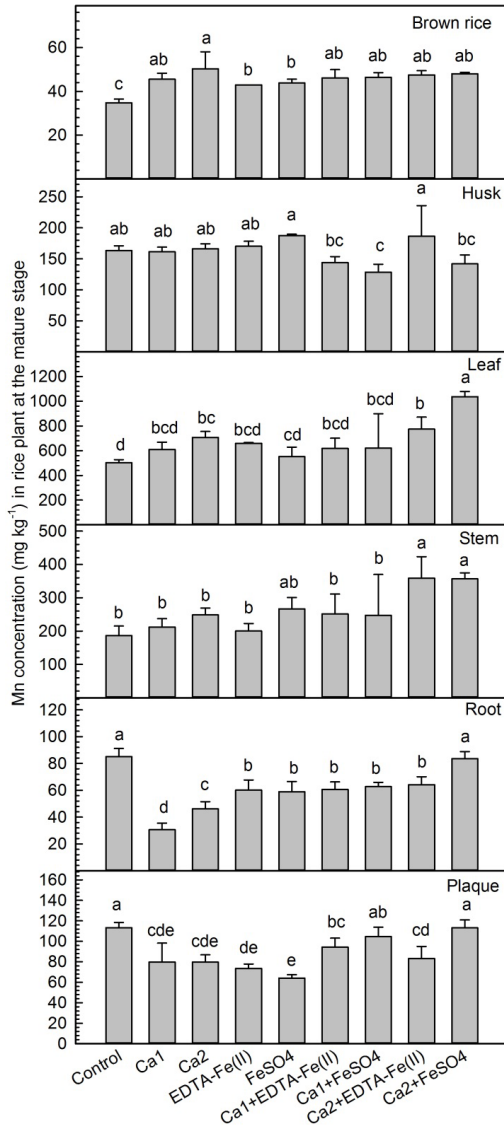 Mn concentration (mg kg⁻¹) in rice plant at the mature stage
Brown rice
60
40
20
c ab a b b ab ab ab ab
Husk
250
200
150
100
50
ab ab ab ab a bc c a bc
Leaf
1200
1000
800
600
400
200
0
d bcd bc bcd cd bcd bcd b a
Stem
500
400
300
200
100
b b b b ab b b a a
Root
120
100
80
60
40
20
a d c b b b b b a
Plaque
160
140
120
100
80
60
40
20
0
a cde cde de e bc ab cd a
Control
Ca1
Ca2
EDTA-Fe(II)
FeSO4
Ca1+EDTA-Fe(II)
Ca1+FeSO4
Ca2+EDTA-Fe(II)
Ca2+FeSO4